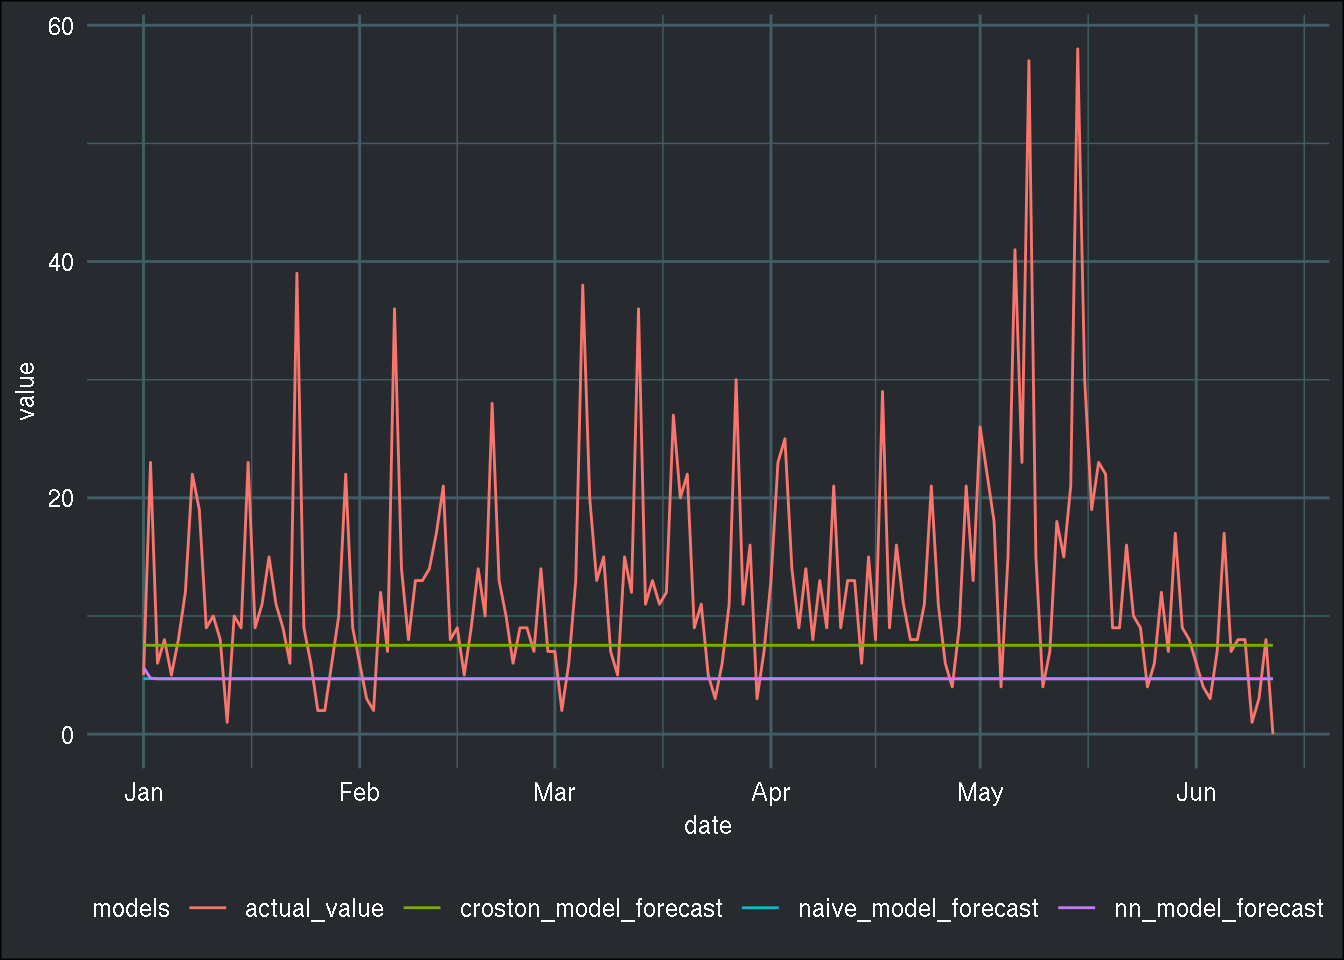 60
40
20
0
value
Jan Feb Mar Apr May Jun
date
models actual_value croston_model_forecast naive_model_forecast nn_model_forecast